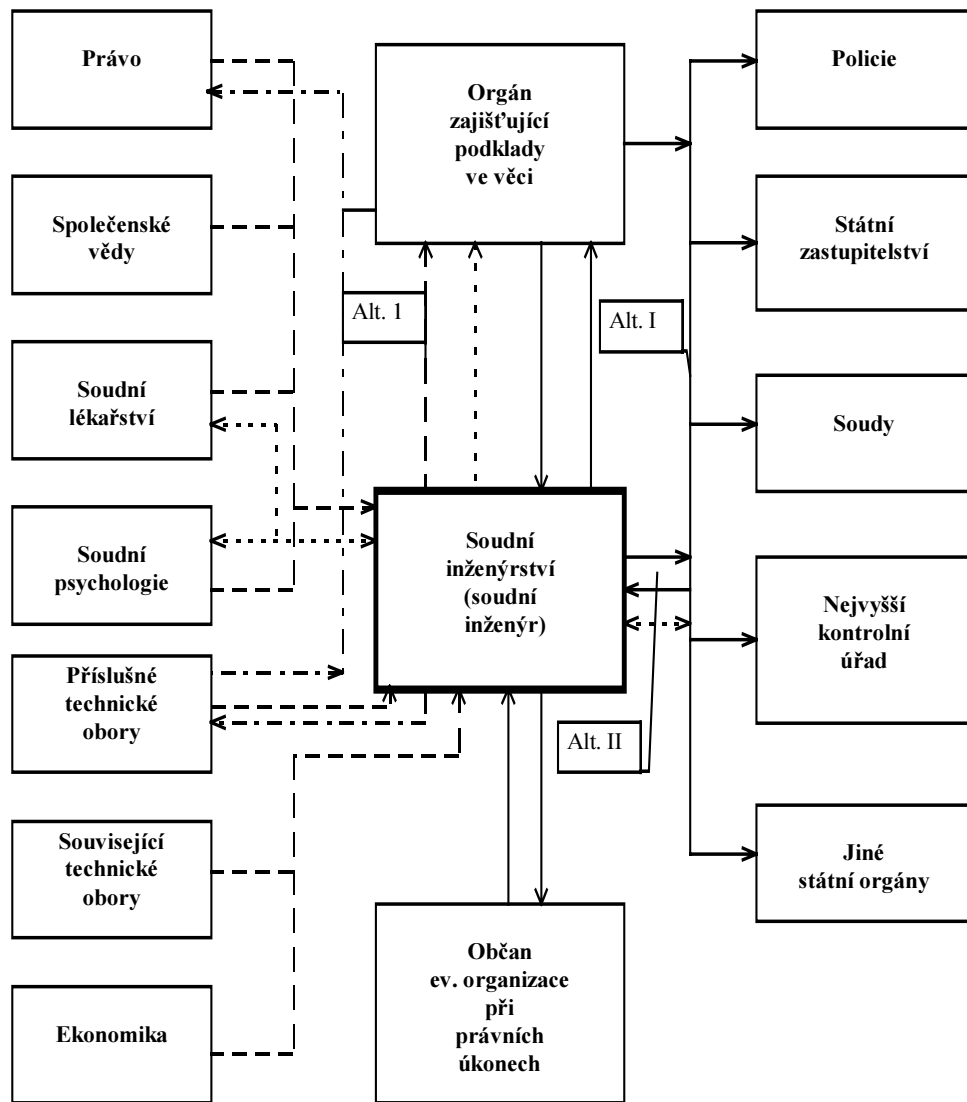 Právo
Společenské
vědy
Soudní
lékařství
Soudní
psychologie
Příslušné
technické
obory
Související
technické
obory
Ekonomika
Orgán
zajišťující
podklady
ve věci
Alt. 1
Alt. I
Soudní
inženýrství
(soudní
inženýr)
Alt. II
Občan
ev. organizace
při
právních
úkonech
Policie
Státní
zastupitelství
Soudy
Nejvyšší
kontrolní
úřad
Jiné
státní orgány